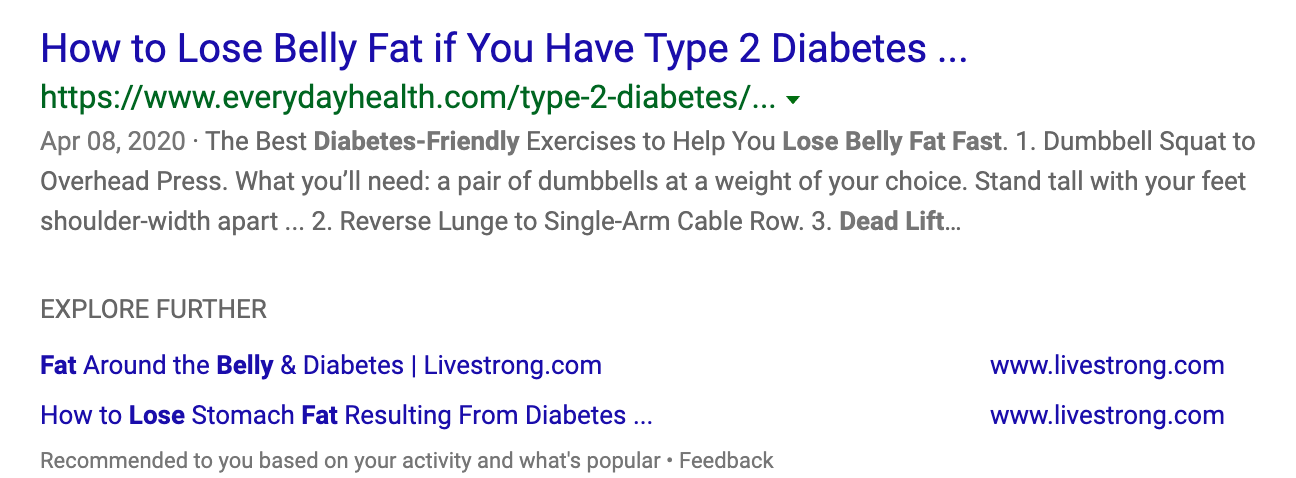 How to Lose Belly Fat if You Have Type 2 Diabetes ...
https://www.everydayhealth.com/type-2-diabetes/...
Apr 08, 2020 · The Best Diabetes-Friendly Exercises to Help You Lose Belly Fat Fast. 1. Dumbbell Squat to
Overhead Press. What you’ll need: a pair of dumbbells at a weight of your choice. Stand tall with your feet
shoulder-width apart ... 2. Reverse Lunge to Single-Arm Cable Row. 3. Dead Lift…
EXPLORE FURTHER
Fat Around the Belly & Diabetes | Livestrong.com www.livestrong.com
How to Lose Stomach Fat Resulting From Diabetes ... www.livestrong.com
Recommended to you based on your activity and what's popular • Feedback